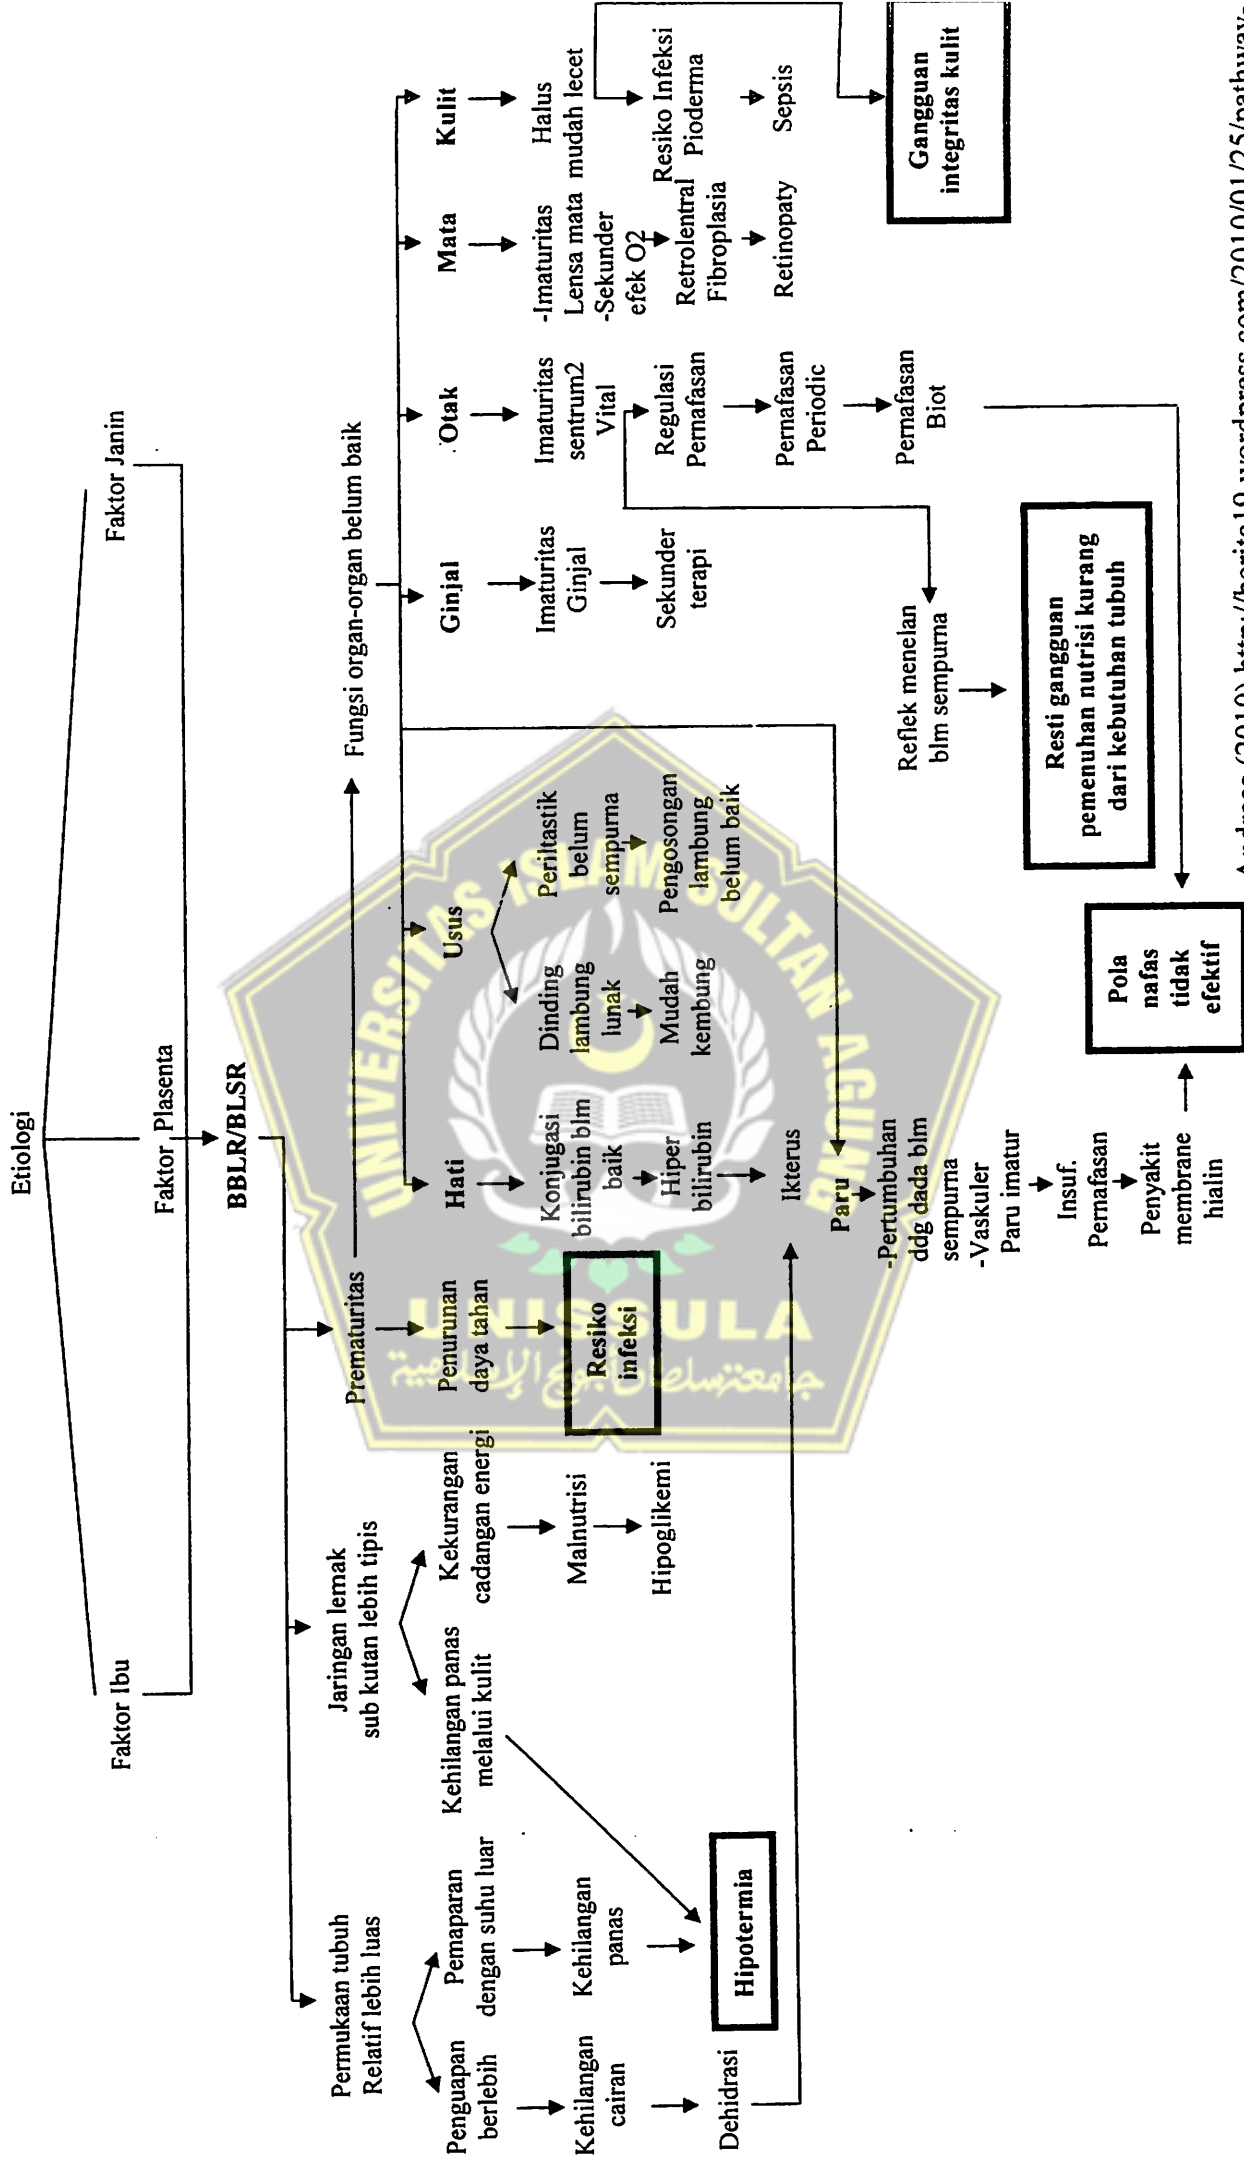 Etiologi
Faktor Ibu
Faktor Plasenta
Faktor Janin
BBLR/BLSR
Permukaan tubuh
Relatif lebih luas
Jaringan lemak
sub kutan lebih tipis
Prematuritas
Fungsi organ-organ belum baik
Penguapan
berlebih
Pemaparan
dengan suhu luar
Kehilangan panas
melalui kulit
Kekurangan
cadangan energi
Penurunan
daya tahan
Hati
Usus
Ginjal
Otak
Mata
Kulit
Kehilangan
cairan
Kehilangan
panas
Malnutrisi
Resiko
infeksi
Konjugasi
bilirubin blm
baik
Dinding
lambung
lunak
Periltastik
belum
sempurna
Imaturitas
Ginjal
Imaturitas
sentrum2
Vital
-Imaturitas
Lensa mata
-Sekunder
efek O2
Halus
mudah lecet
Dehidrasi
Hipotermia
Hipoglikemi
Hiper
bilirubin
Mudah
kembung
Pengosongan
lambung
belum baik
Sekunder
terapi
Regulasi
Pernafasan
Retrolentral
Fibroplasia
Resiko Infeksi
Pioderma
Ikterus
Pernafasan
Periodic
Retinopaty
Sepsis
Paru
-Pertumbuhan
ddg dada blm
sempurna
-Vaskuler
Paru imatur
Reflek menelan
blm sempurna
Pernafasan
Biot
Gangguan
integritas kulit
Insuf.
Pernafasan
Resti gangguan
pemenuhan nutrisi kurang
dari kebutuhan tubuh
Penyakit
membrane
hialin
Pola
nafas
tidak
efektif
UNIVERSITAS ISLAM SULTAN AGUNG
UNISSULA
جامعنسلطان أجونج الإسلامية